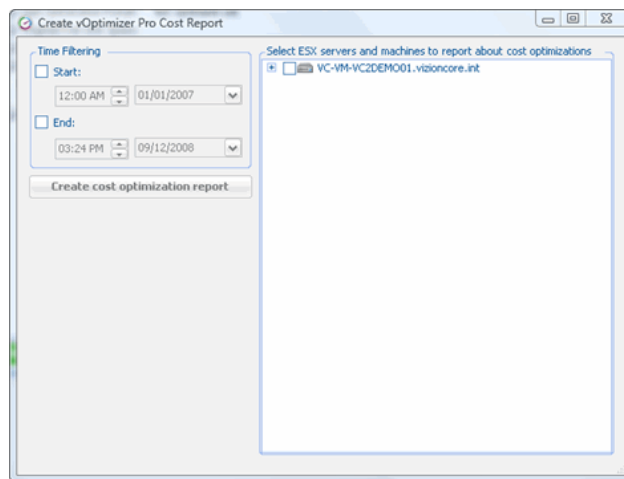 Create vOptimizer Pro Cost Report
Time Filtering
Start:
12:00 AM 01/01/2007
End:
03:24 PM 09/12/2008
Create cost optimization report
Select ESX servers and machines to report about cost optimizations
VC-VM-VC2DEMO01.vizioncore.int